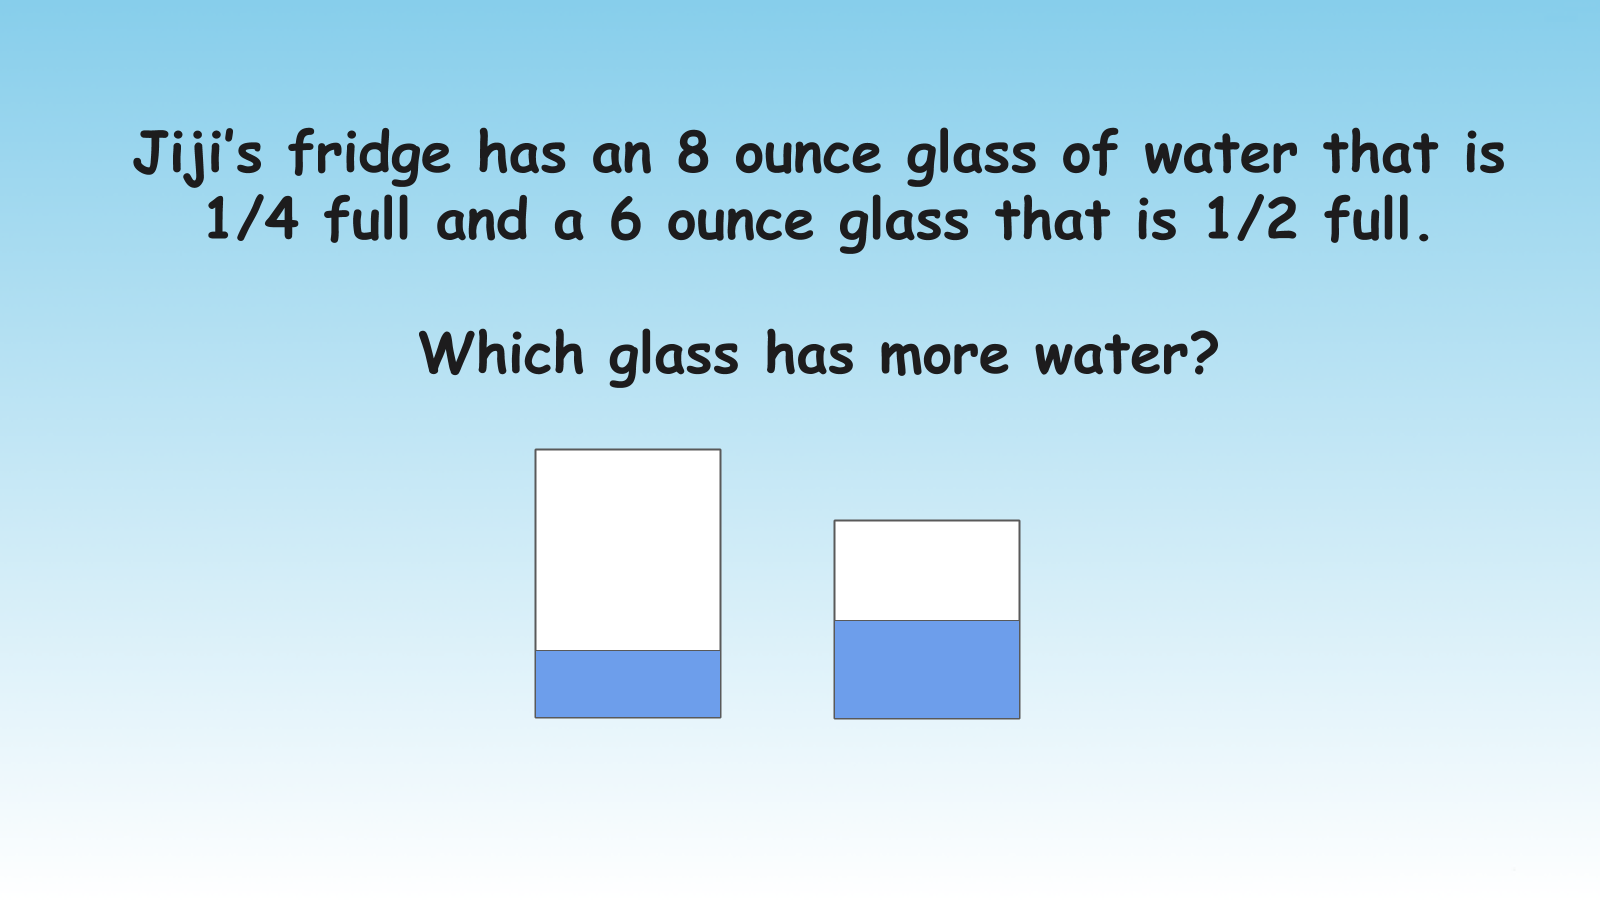 Jiji's fridge has an 8 ounce glass of water that is
1/4 full and a 6 ounce glass that is 1/2 full.
Which glass has more water?